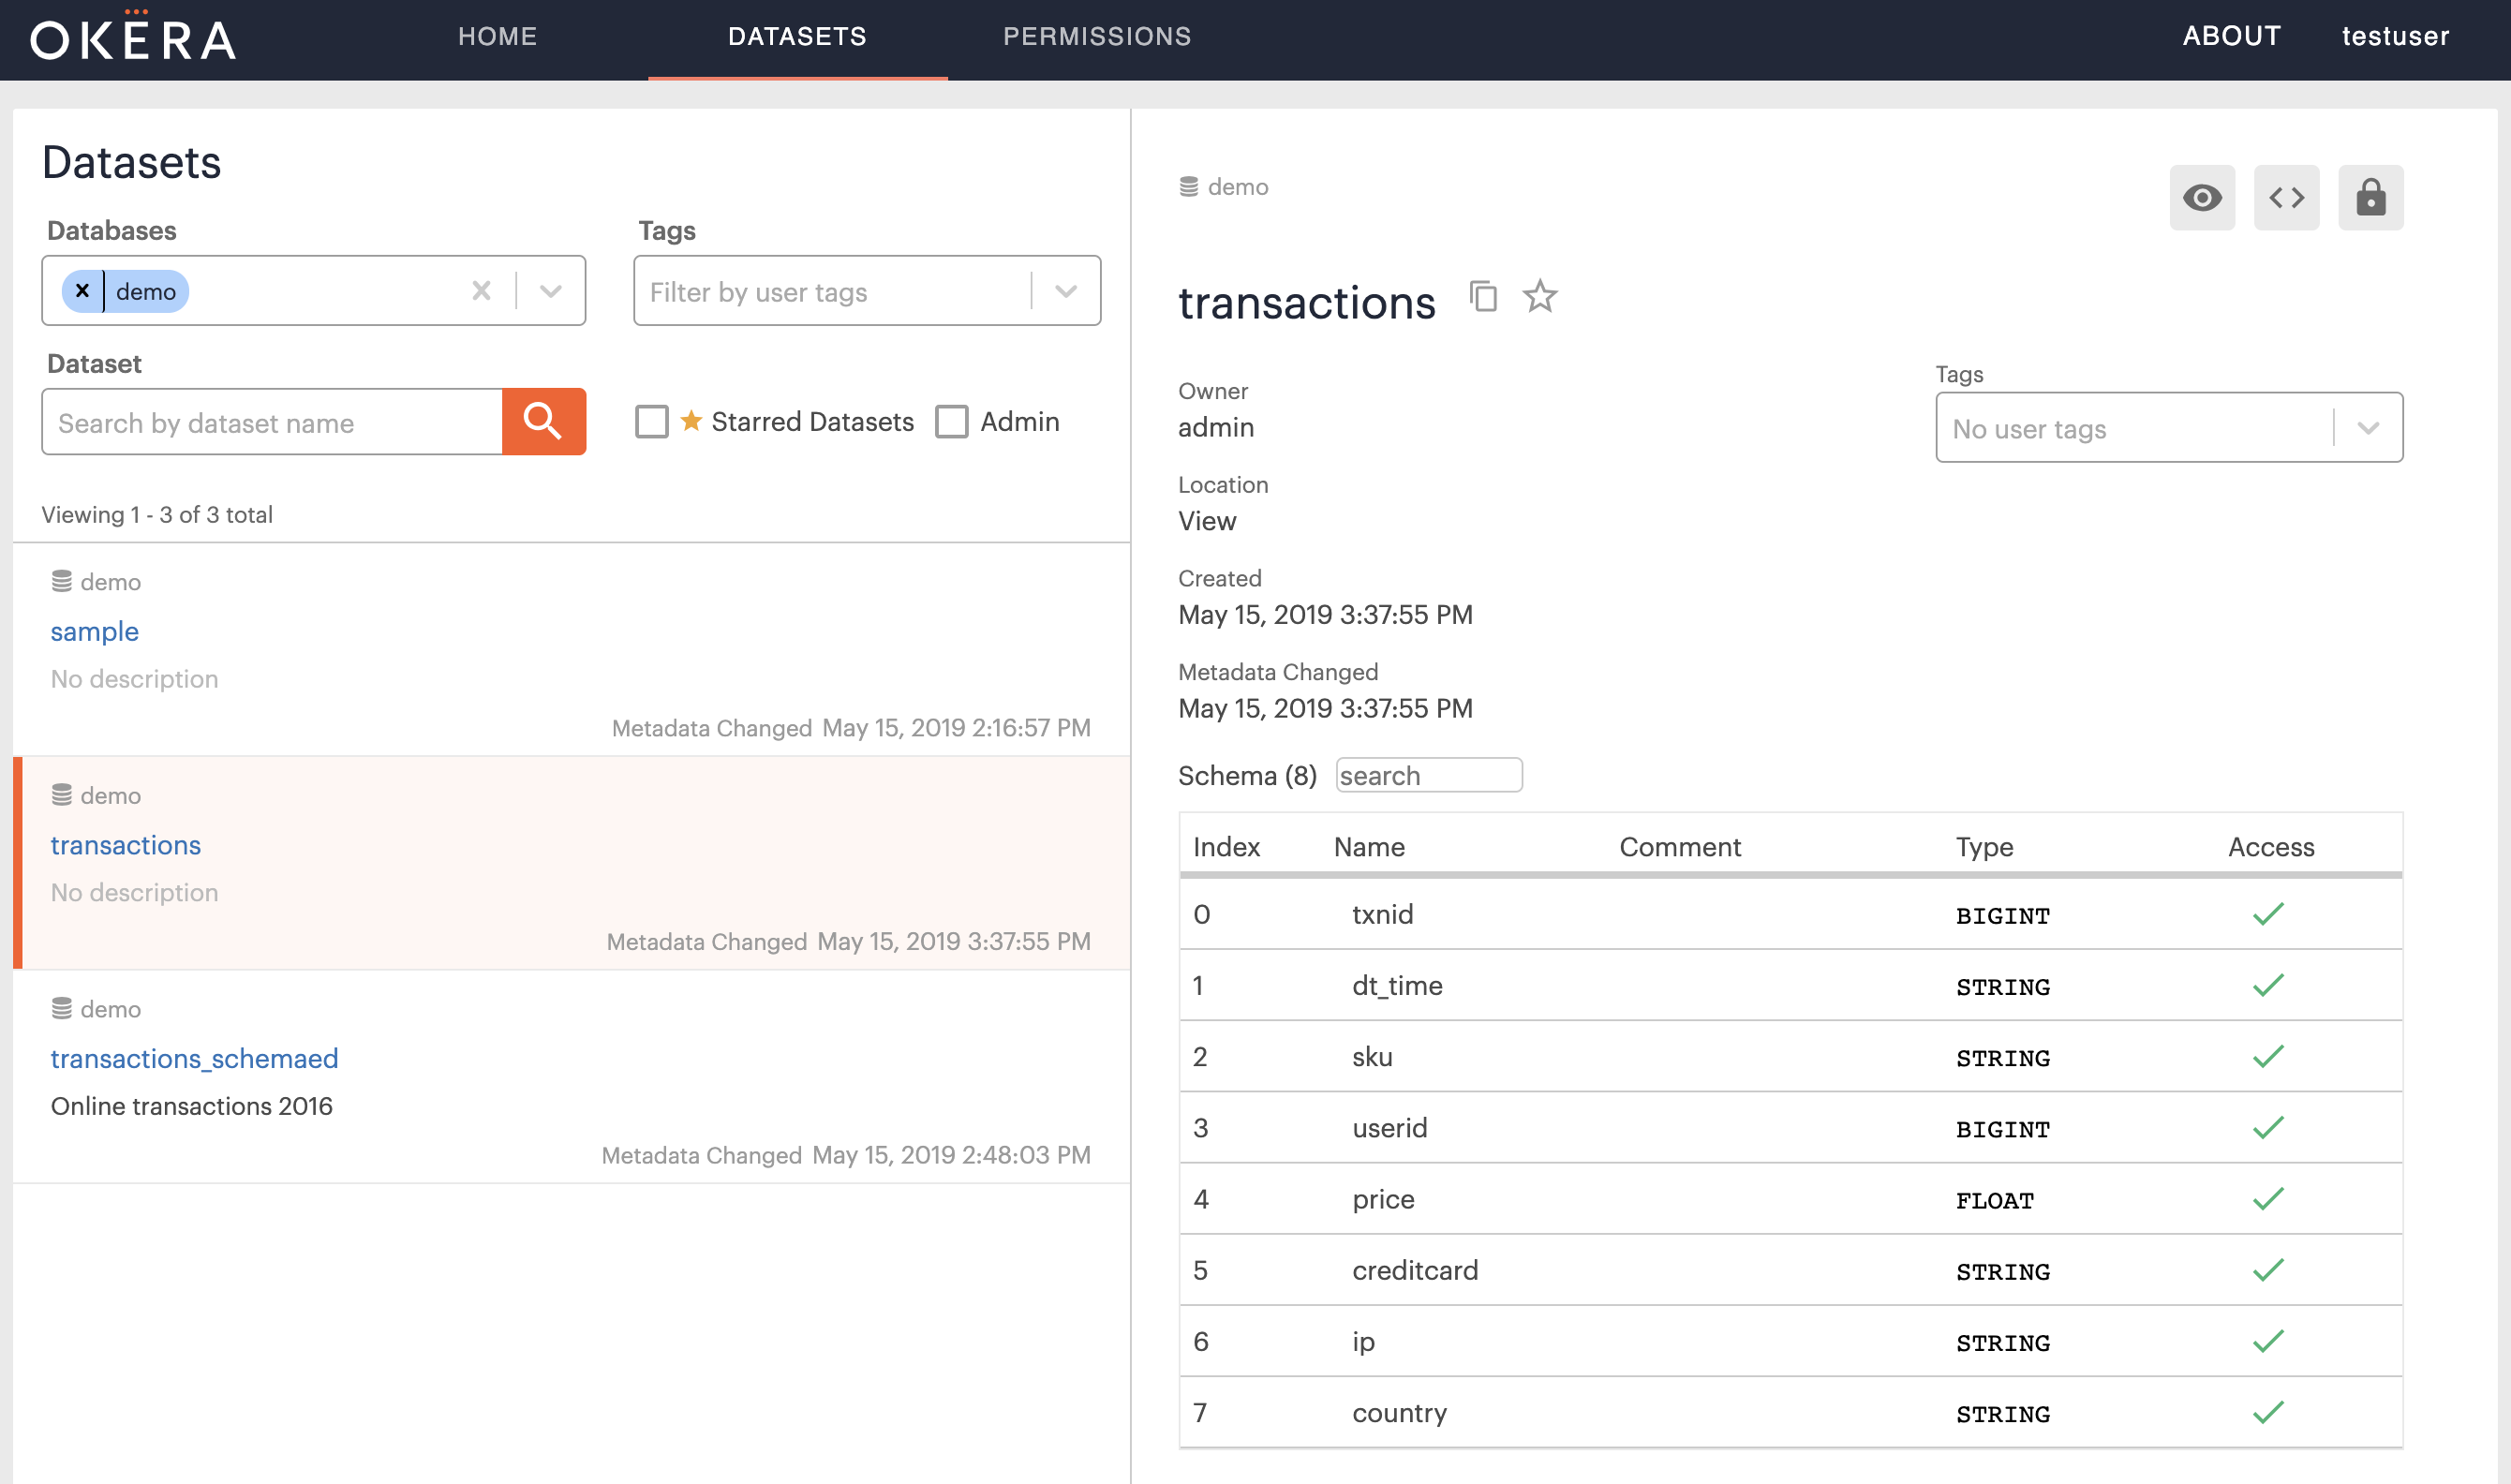 OKERA HOME DATASETS PERMISSIONS ABOUT testuser
Datasets
Databases Tags
demo Filter by user tags
Dataset
Search by dataset name Starred Datasets Admin
Viewing 1 - 3 of 3 total
demo
sample
No description
Metadata Changed May 15, 2019 2:16:57 PM
demo
transactions
No description
Metadata Changed May 15, 2019 3:37:55 PM
demo
transactions_schemaed
Online transactions 2016
Metadata Changed May 15, 2019 2:48:03 PM
demo
transactions
Owner
admin
Tags
No user tags
Location
View
Created
May 15, 2019 3:37:55 PM
Metadata Changed
May 15, 2019 3:37:55 PM
Schema (8) search
Index Name Comment Type Access
0 txnid BIGINT
1 dt_time STRING
2 sku STRING
3 userid BIGINT
4 price FLOAT
5 creditcard STRING
6 ip STRING
7 country STRING